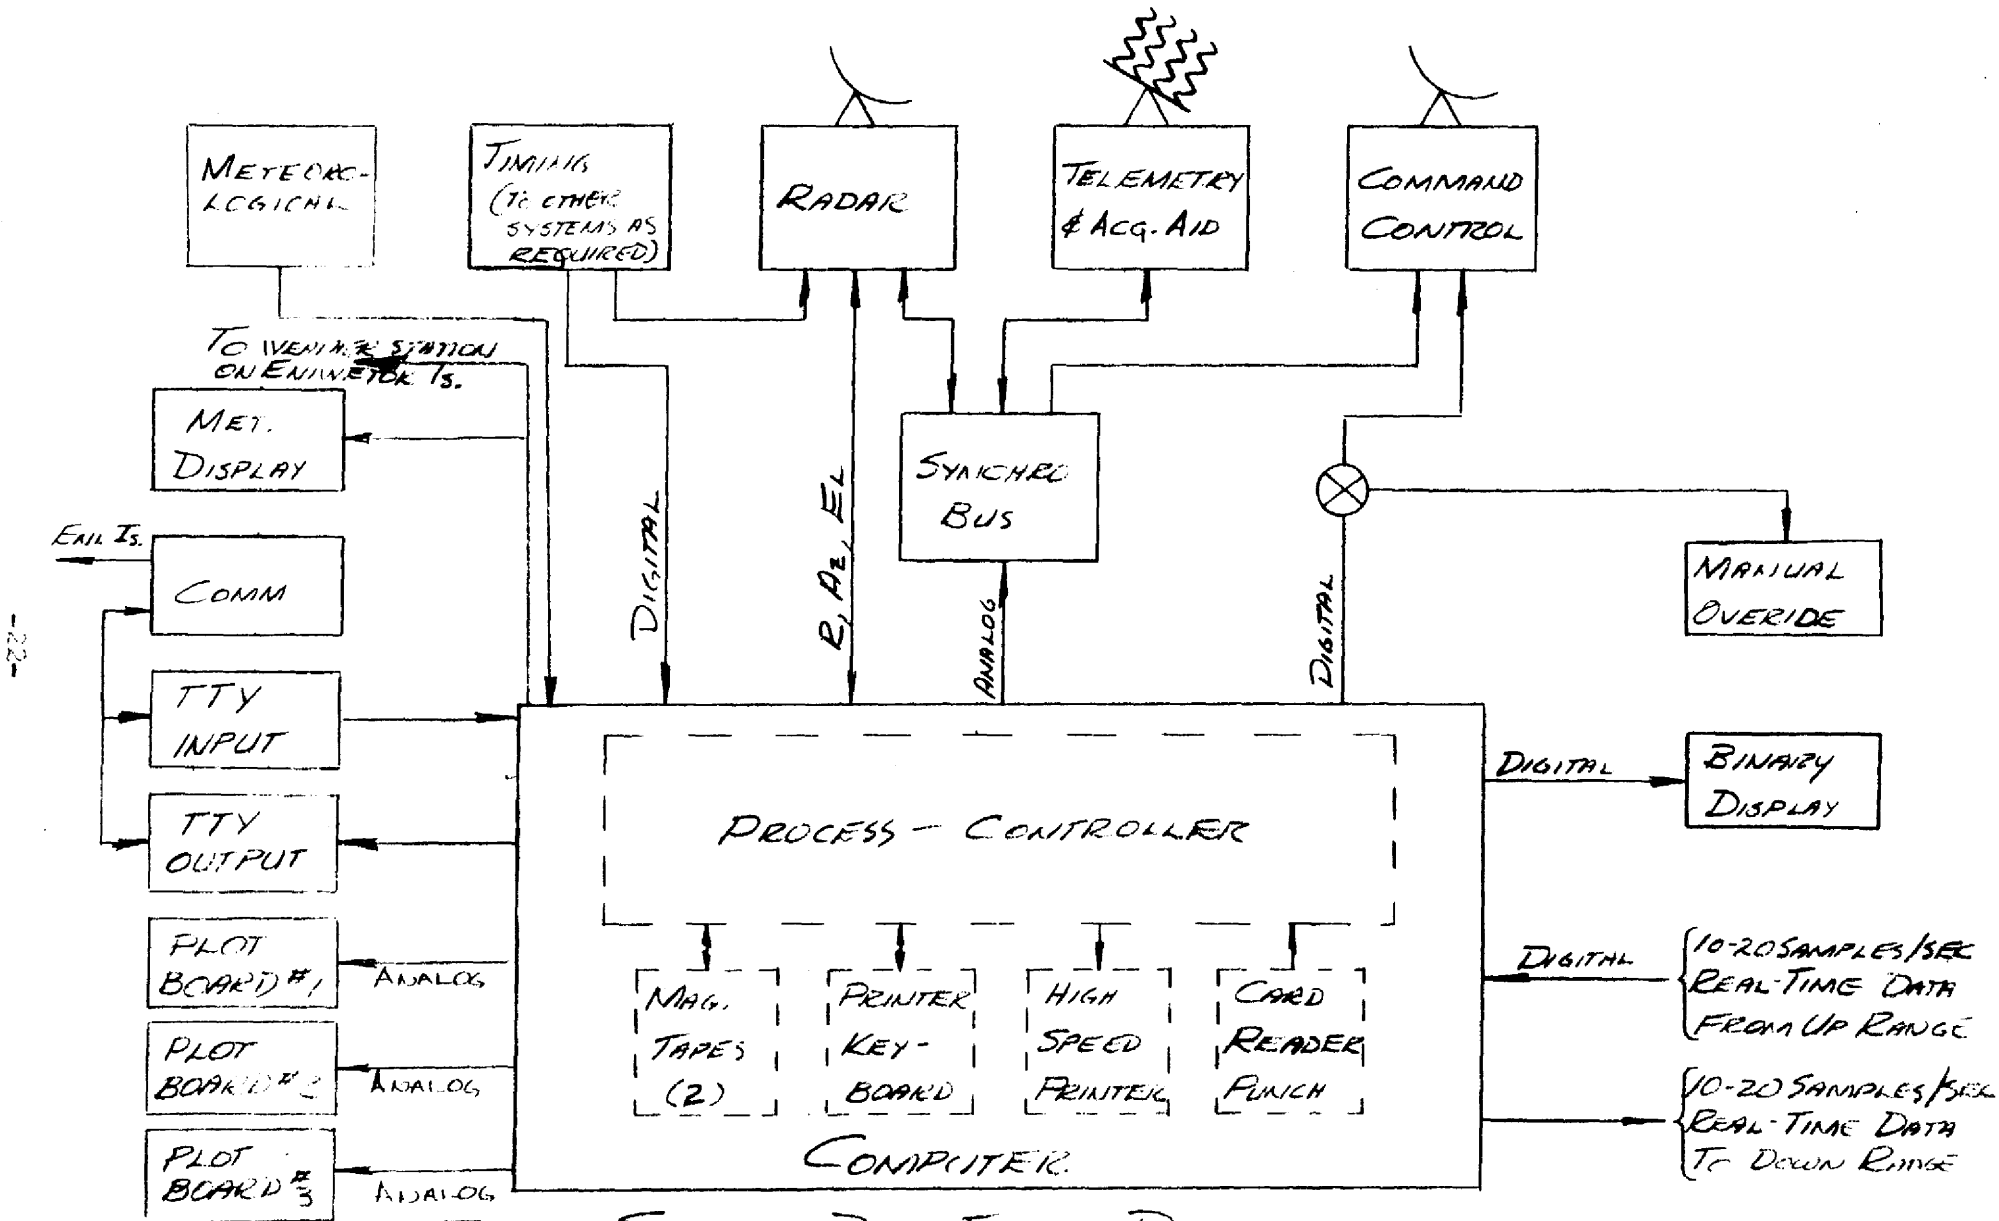 METEORO-
LOGICAL
TIMING
(TO OTHER
SYSTEMS AS
REQUIRED)
RADAR
TELEMETRY
& ACQ. AID
COMMAND
CONTROL
TO WEATHER STATION
ON ENIWETOK IS.
MET.
DISPLAY
ENIL IS.
COMM
TTY
INPUT
TTY
OUTPUT
PLOT
BOARD #1
ANALOG
PLOT
BOARD #2
ANALOG
PLOT
BOARD #3
ANALOG
DIGITAL
R, AZ, EL
SYNCHRO
BUS
ANALOG
DIGITAL
MANUAL
OVERIDE
DIGITAL
BINARY
DISPLAY
PROCESS - CONTROLLER
MAG.
TAPES
(2)
PRINTER
KEY-
BOARD
HIGH
SPEED
PRINTER
CARD
READER
PUNCH
COMPUTER
DIGITAL
10-20 SAMPLES/SEC
REAL-TIME DATA
FROM UP RANGE
10-20 SAMPLES/SEC
REAL-TIME DATA
TO DOWN RANGE
-22-